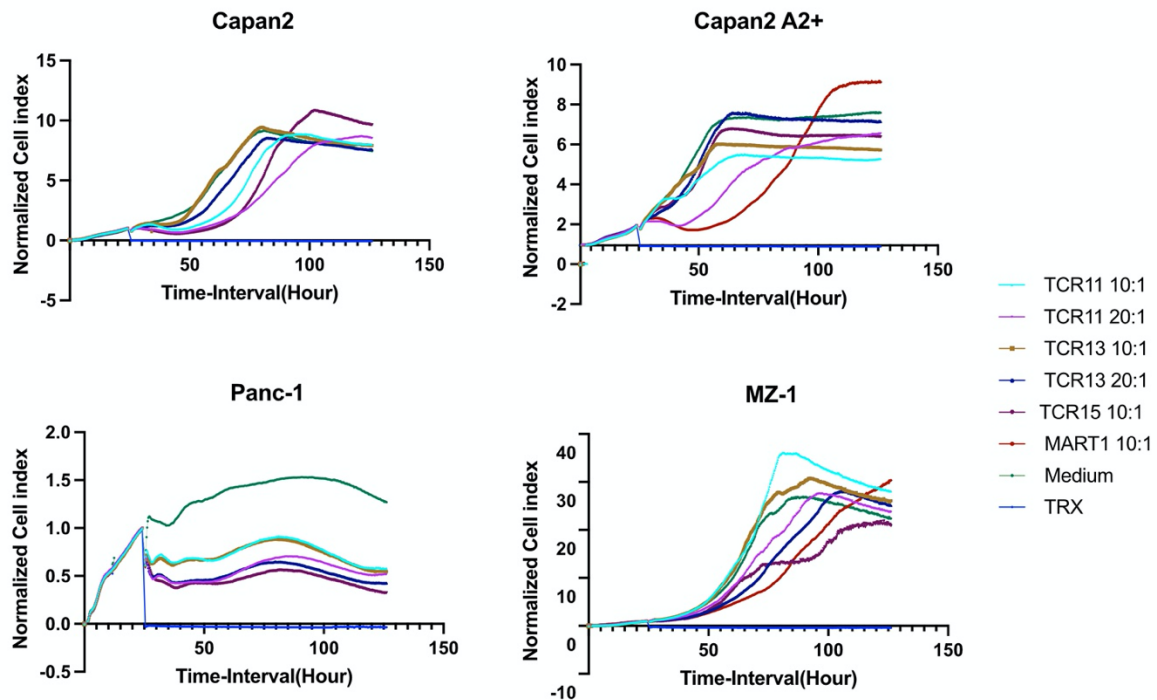 Capan2
Normalized Cell index
15
10
5
0
-5
50
100
150
Time-Interval(Hour)
Capan2 A2+
Normalized Cell index
10
8
6
4
2
0
-2
50
100
150
Time-Interval(Hour)
Panc-1
Normalized Cell index
2.0
1.5
1.0
0.5
0.0
-0.5
50
100
150
Time-Interval(Hour)
MZ-1
Normalized Cell index
40
30
20
10
0
-10
50
100
150
Time-Interval(Hour)
TCR11 10:1
TCR11 20:1
TCR13 10:1
TCR13 20:1
TCR15 10:1
MART1 10:1
Medium
TRX